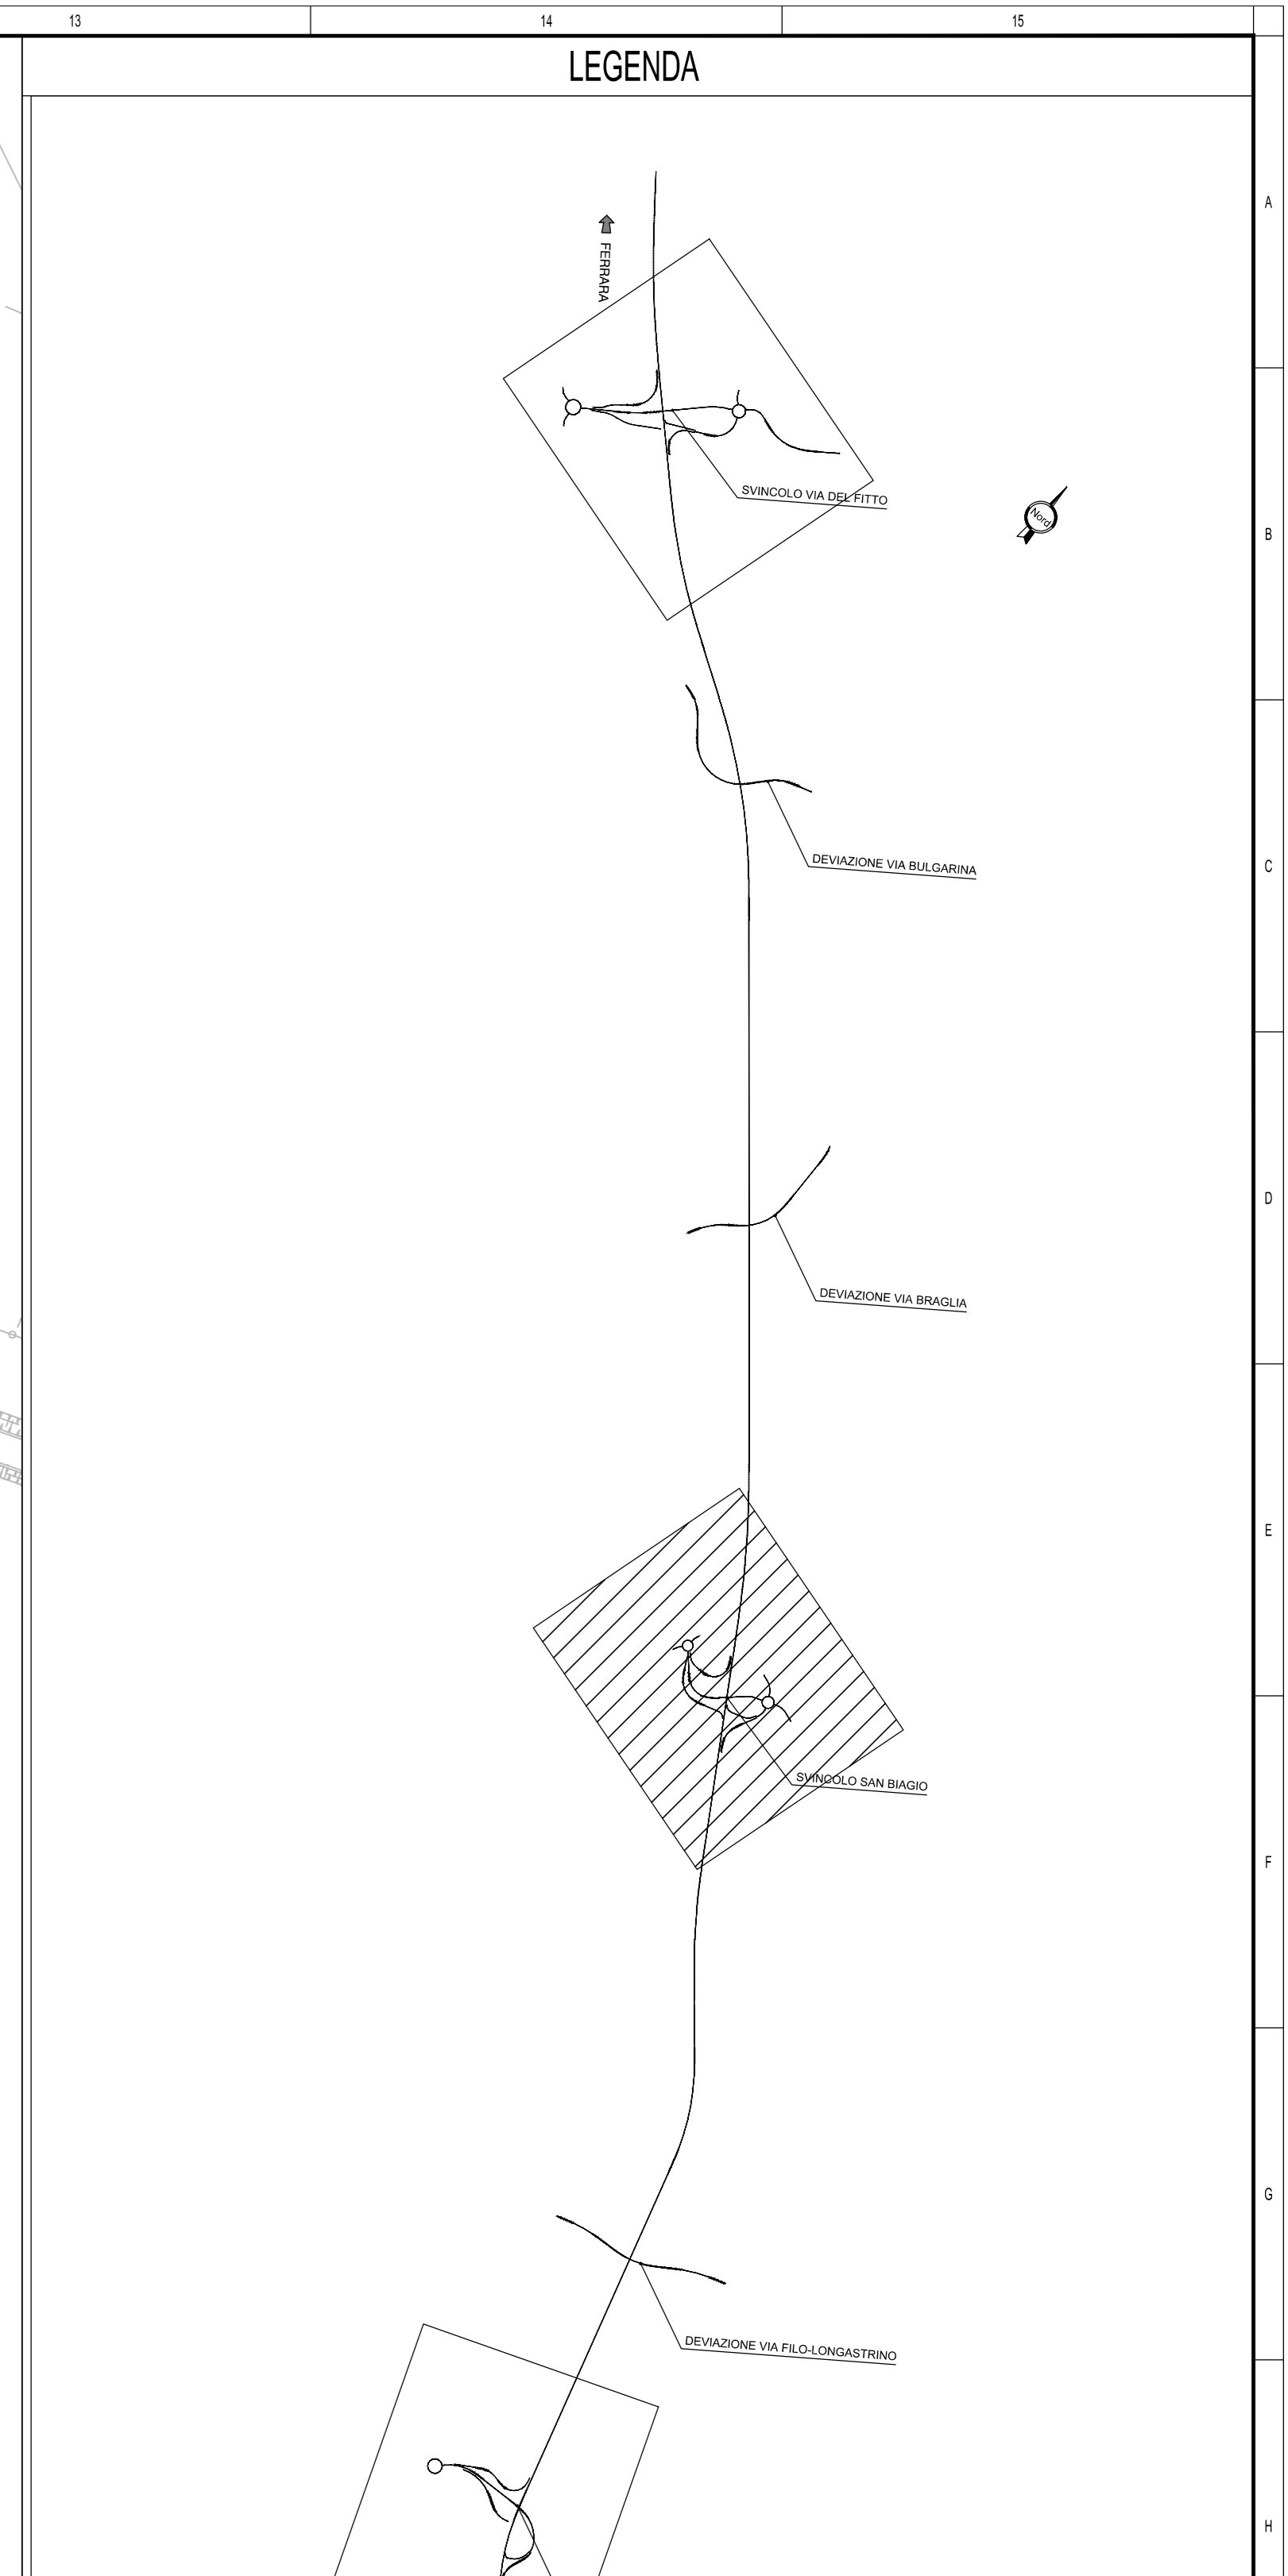 13
14
15
LEGENDA
A
FERRARA
SVINCOLO VIA DEL FITTO
Nord
B
DEVIAZIONE VIA BULGARINA
C
D
DEVIAZIONE VIA BRAGLIA
E
SVINCOLO SAN BIAGIO
F
G
DEVIAZIONE VIA FILO-LONGASTRINO
H